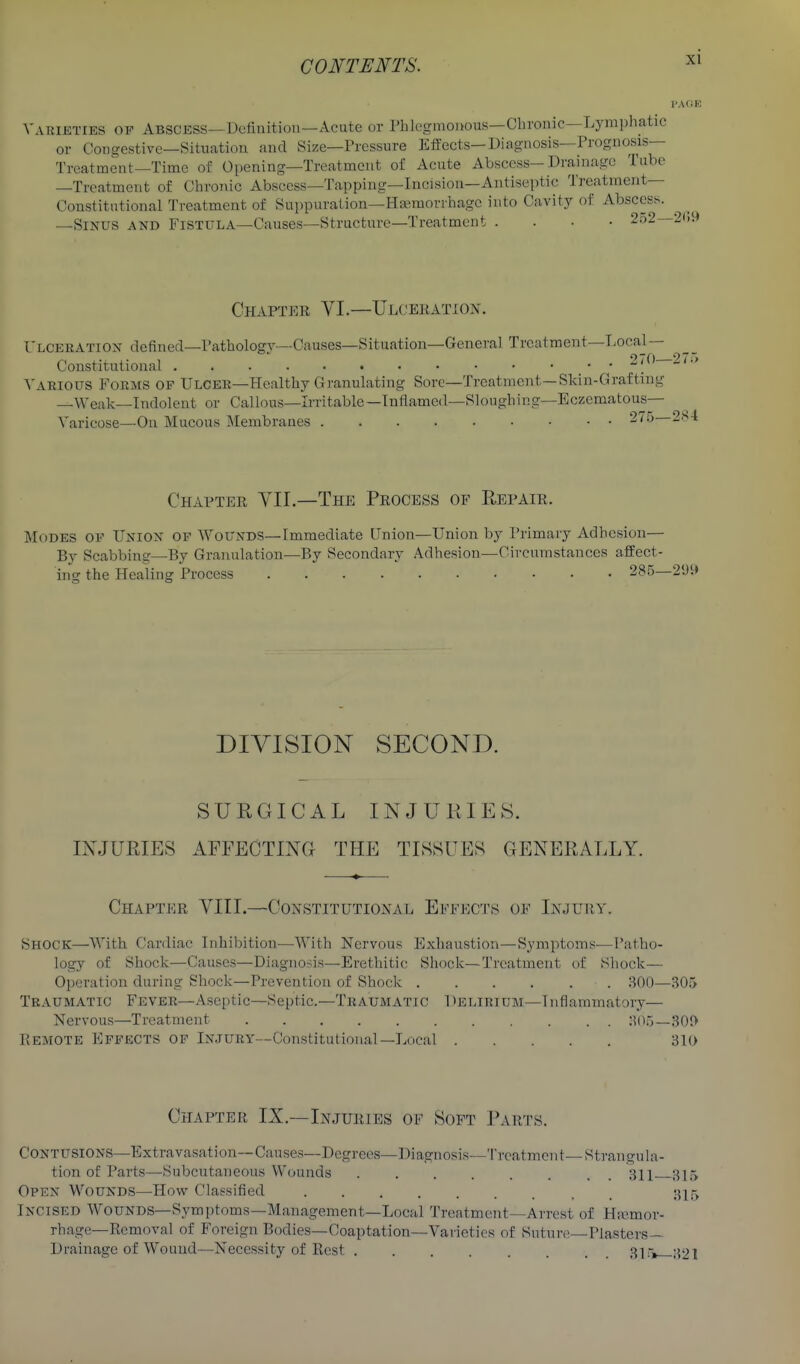 CONTENTS.
xi
PAGE
VARIETIES OF ABSCESS—Definition—Acute or Phlegmonous—Chronic—Lymphatic
or Congestive—Situation and Size—Pressure Effects—Diagnosis—Prognosis—
Treatment—Time of Opening—Treatment of Acute Abscess—Drainage Tube
—Treatment of Chronic Abscess—Tapping—Incision—Antiseptic Treatment—
Constitutional Treatment of Suppuration—Hæmorrhage into Cavity of Abscess.
—SINUS AND FISTULA—Causes—Structure—Treatment . . . . 252—269
CHAPTER VI.—ULCERATION.
ULCERATION defined—Pathology—Causes—Situation—General Treatment—Local—
Constitutional . . . . . . . . . . . . . 270—275
VARIOUS FORMS OF ULCER—Healthy Granulating Sore—Treatment—Skin-Grafting
—Weak—Indolent or Callous—Irritable—Inflamed—Sloughing—Eczematous—
Varicose—On Mucous Membranes . . . . . . . . . 275—284
CHAPTER VII.—THE PROCESS OF REPAIR.
MODES OF UNION OF WOUNDS—Immediate Union—Union by Primary Adhesion—
By Scabbing—By Granulation—By Secondary Adhesion—Circumstances affect-
ing the Healing Process . . . . . . . . . . 285—299
DIVISION SECOND.
SURGICAL INJURIES.
INJURIES AFFECTING THE TISSUES GENERALLY.
CHAPTER VIII.—CONSTITUTIONAL EFFECTS OF INJURY.
SHOCK—With Cardiac Inhibition—With Nervous Exhaustion—Symptoms—Patho-
logy of Shock—Causes—Diagnosis—Erethitic Shock—Treatment of Shock—
Operation during Shock—Prevention of Shock . . . . . . 300—305
TRAUMATIC FEVER—Aseptic—Septic.—TRAUMATIC DELIRIUM—Inflammatory—
Nervous—Treatment . . . . . . . . . . . 305—309
REMOTE EFFECTS OF INJURY—Constitutional—Local . . . . . 310
CHAPTER IX.—INJURIES OF SOFT PARTS.
CONTUSIONS—Extravasation—Causes—Degrees—Diagnosis—Treatment—Strangula-
tion of Parts—Subcutaneous Wounds . . . . . . . . 311—315
OPEN WOUNDS—How Classified . . . . . . . . . 315
INCISED WOUNDS—Symptoms—Management—Local Treatment—Arrest of Hæmor-
rhage—Removal of Foreign Bodies—Coaptation—Varieties of Suture—Plasters—
Drainage of Wound—Necessity of Rest . . . . . . . . 315—321